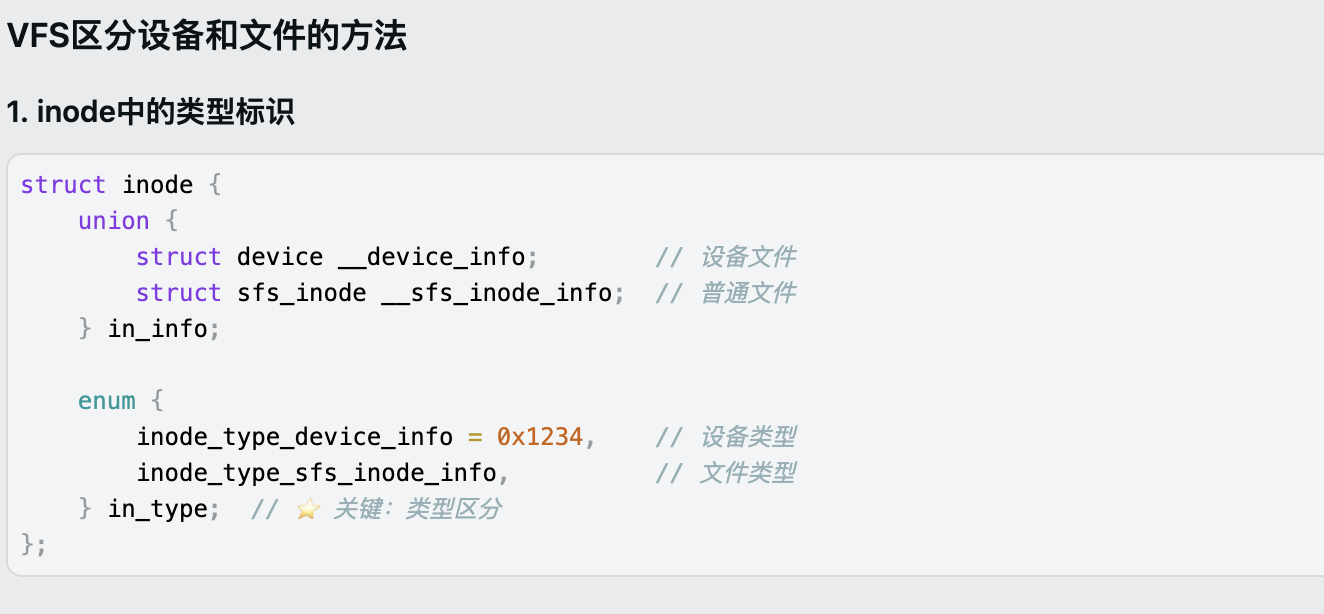 VFS区分设备和文件的方法
1. inode中的类型标识
struct inode {
    union {
        struct device __device_info;        // 设备文件
        struct sfs_inode __sfs_inode_info;  // 普通文件
    } in_info;
    enum {
        inode_type_device_info = 0x1234,    // 设备类型
        inode_type_sfs_inode_info,          // 文件类型
    } in_type;  // ⭐ 关键：类型区分
};